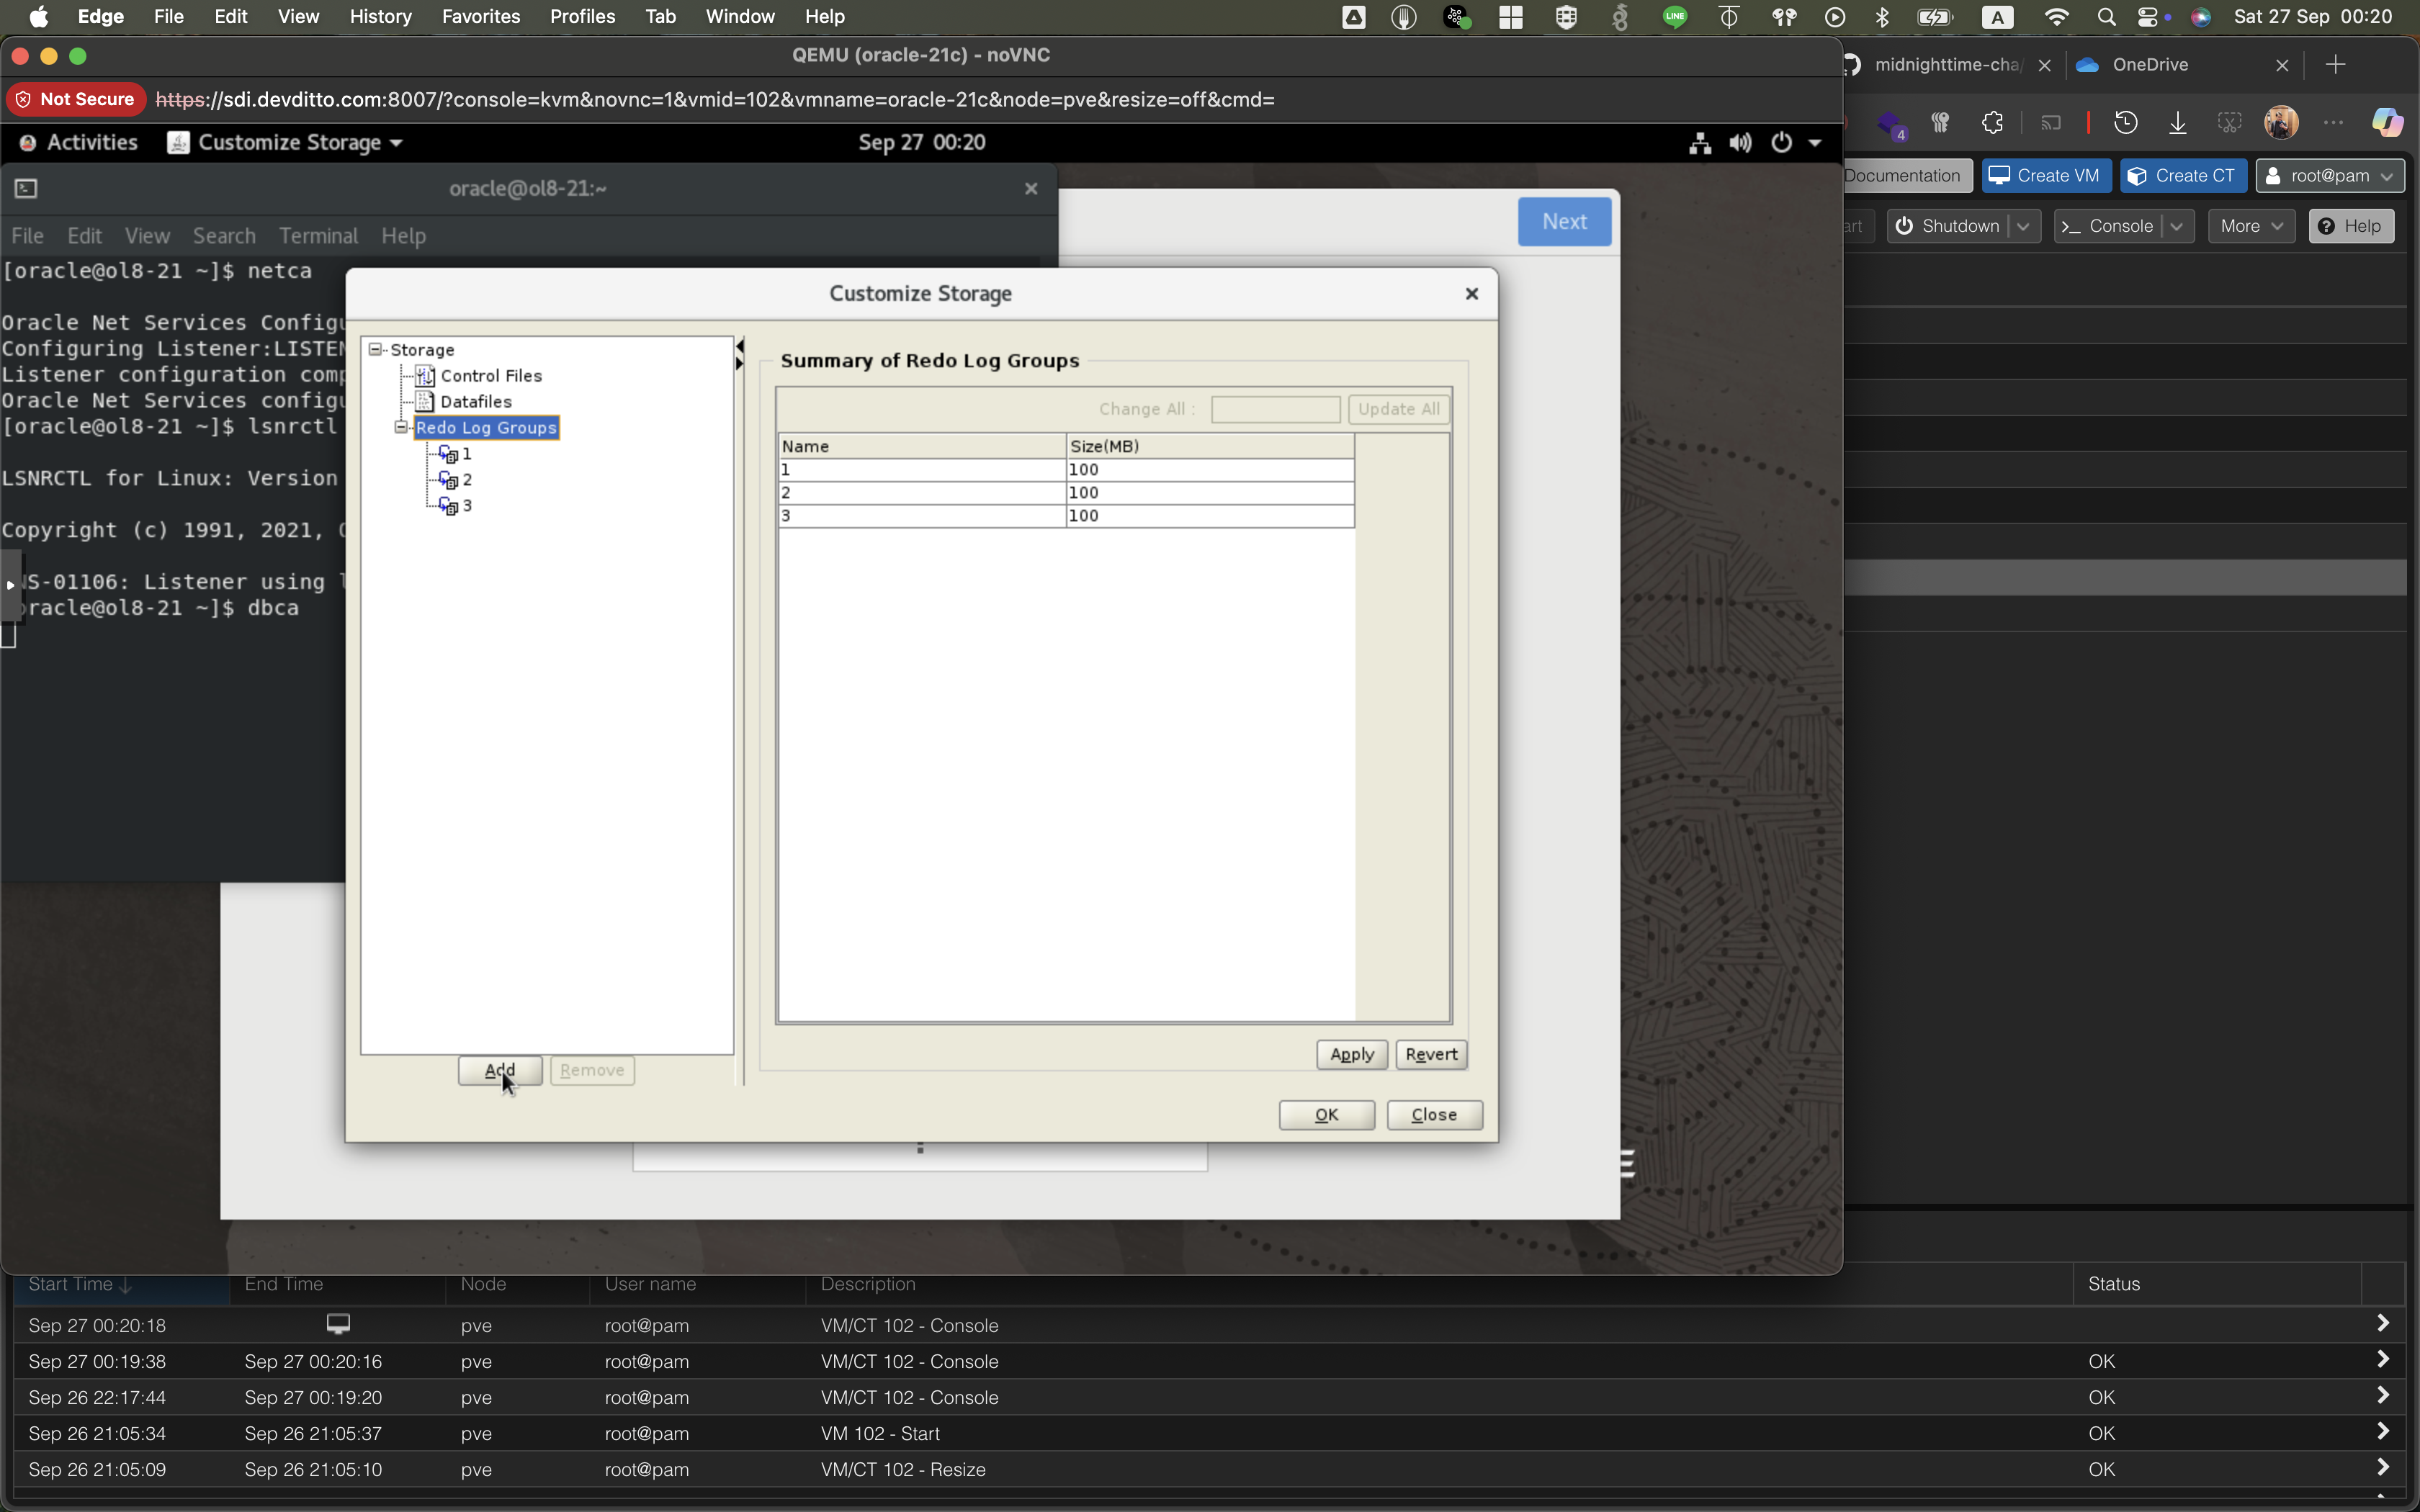 Edge File Edit View History Favorites Profiles Tab Window Help
LINE
A
Sat 27 Sep 00:20
QEMU (oracle-21c) - noVNC
midnighttime-cha
OneDrive
Not Secure https://sdi.devditto.com:8007/?console=kvm&novnc=1&vmid=102&vmname=oracle-21c&node=pve&resize=off&cmd=
4
Activities
Customize Storage
Sep 27 00:20
Documentation
Create VM
Create CT
root@pam
Shutdown
Console
More
Help
oracle@ol8-21:~
Next
File Edit View Search Terminal Help
[oracle@ol8-21 ~]$ netca
Oracle Net Services
Configuring
Listener configuration
Oracle Net Services
[oracle@ol8-21 ~]$ lsnrctl
LSNRCTL for Linux: Version
Copyright (c) 1991, 2021,
NS-01106: Listener using
oracle@ol8-21 ~]$ dbca
Customize Storage
Storage
Control Files
Datafiles
Redo Log Groups
1
2
3
Add
Remove
Summary of Redo Log Groups
Change All :
Update All
Name Size(MB)
1 100
2 100
3 100
Apply
Revert
OK
Close
Start Time End Time Node User name Description Status
Sep 27 00:20:18 pve root@pam VM/CT 102 - Console
Sep 27 00:19:38 Sep 27 00:20:16 pve root@pam VM/CT 102 - Console OK
Sep 26 22:17:44 Sep 27 00:19:20 pve root@pam VM/CT 102 - Console OK
Sep 26 21:05:34 Sep 26 21:05:37 pve root@pam VM 102 - Start OK
Sep 26 21:05:09 Sep 26 21:05:10 pve root@pam VM/CT 102 - Resize OK